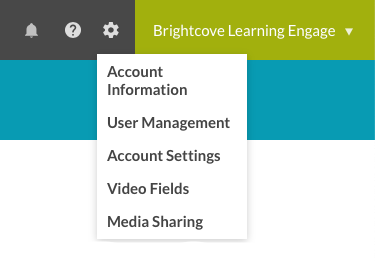 Brightcove Learning Engage
Account
Information
User Management
Account Settings
Video Fields
Media Sharing